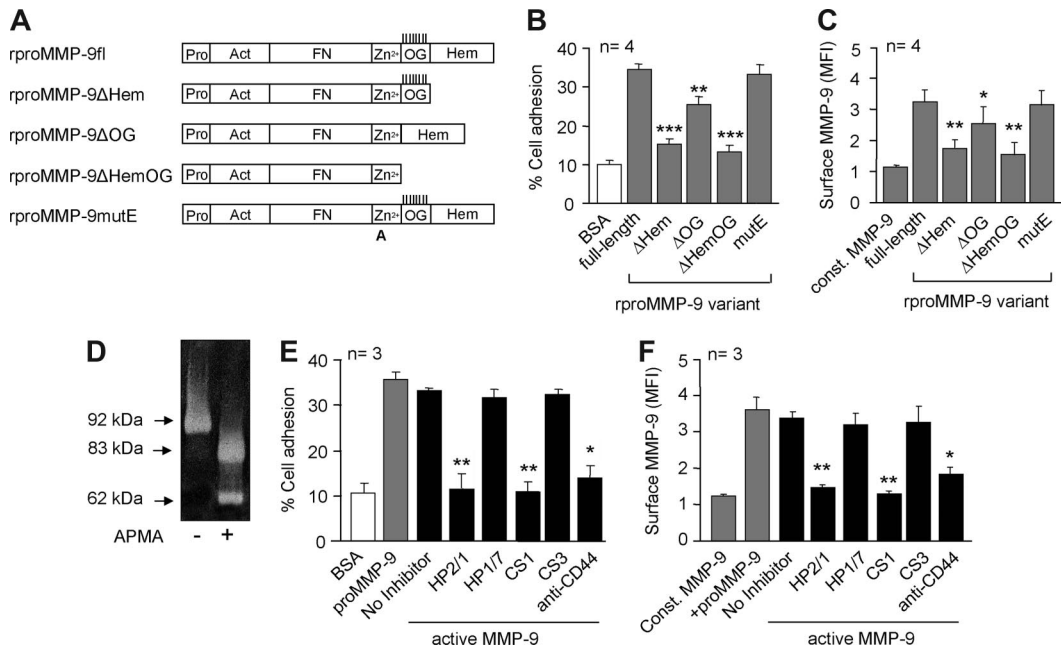 A
rproMMP-9fl
Pro Act FN Zn2+ OG Hem
rproMMP-9ΔHem
Pro Act FN Zn2+ OG
rproMMP-9ΔOG
Pro Act FN Zn2+ Hem
rproMMP-9ΔHemOG
Pro Act FN Zn2+
rproMMP-9mutE
Pro Act FN Zn2+ OG Hem
A
B
n= 4
% Cell adhesion
40
30
20
10
0
***
**
***
BSA
full-length
ΔHem
ΔOG
ΔHemOG
mutE
rproMMP-9 variant
C
n= 4
Surface MMP-9 (MFI)
5
4
3
2
1
0
**
*
**
const. MMP-9
full-length
ΔHem
ΔOG
ΔHemOG
mutE
rproMMP-9 variant
D
92 kDa
83 kDa
62 kDa
APMA - +
E
n= 3
% Cell adhesion
40
30
20
10
0
**
**
*
BSA
proMMP-9
No Inhibitor
HP2/1
HP1/7
CS1
CS3
anti-CD44
active MMP-9
F
n= 3
Surface MMP-9 (MFI)
5
4
3
2
1
0
**
**
*
Const. MMP-9
+proMMP-9
No Inhibitor
HP2/1
HP1/7
CS1
CS3
anti-CD44
active MMP-9